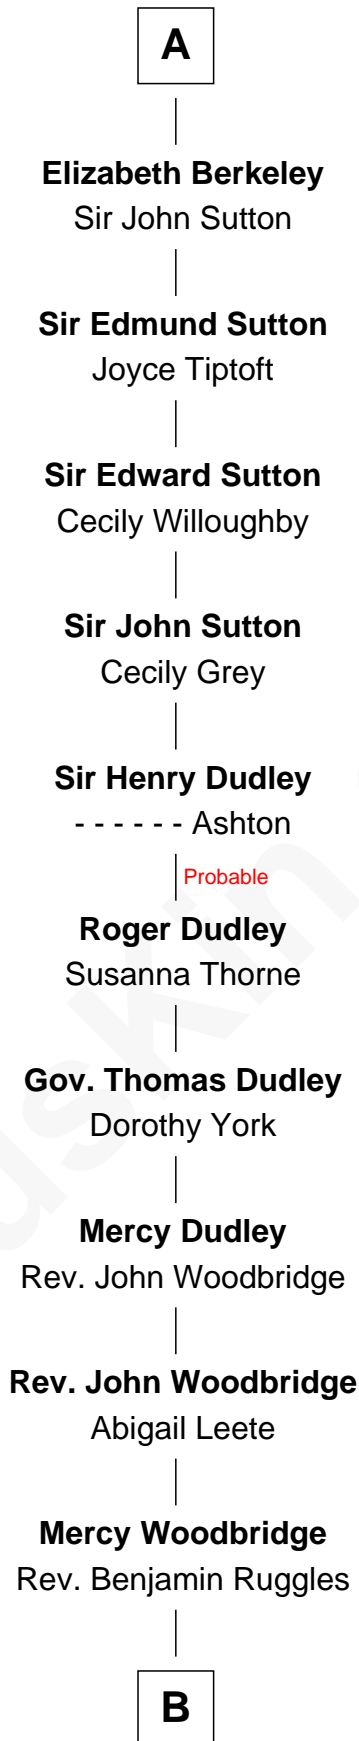 A
Elizabeth Berkeley
Sir John Sutton
Sir Edmund Sutton
Joyce Tiptoft
Sir Edward Sutton
Cecily Willoughby
Sir John Sutton
Cecily Grey
Sir Henry Dudley
- - - - - - Ashton
Probable
Roger Dudley
Susanna Thorne
Gov. Thomas Dudley
Dorothy York
Mercy Dudley
Rev. John Woodbridge
Rev. John Woodbridge
Abigail Leete
Mercy Woodbridge
Rev. Benjamin Ruggles
B